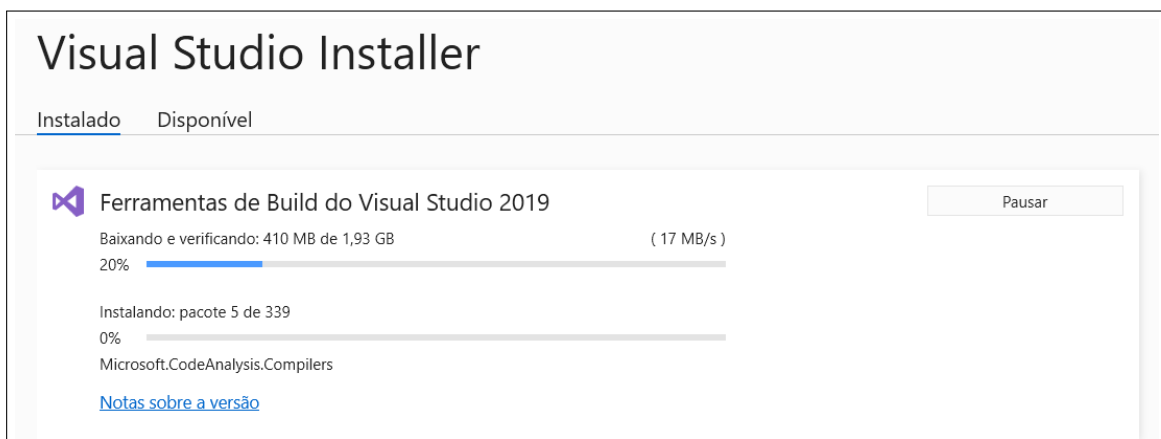 Visual Studio Installer
Instalado Disponível
Ferramentas de Build do Visual Studio 2019
Pausar
Baixando e verificando: 410 MB de 1,93 GB ( 17 MB/s )
20%
Instalando: pacote 5 de 339
0%
Microsoft.CodeAnalysis.Compilers
Notas sobre a versão